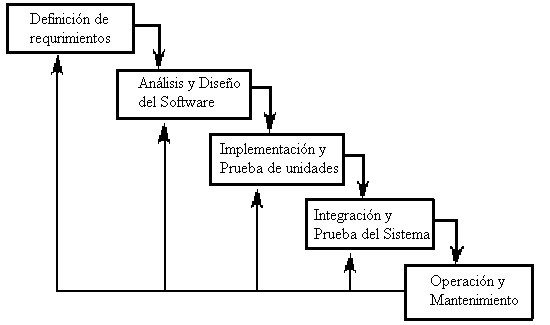 Definición de
requrimientos
Análisis y Diseño
del Software
Implementación y
Prueba de unidades
Integración y
Prueba del Sistema
Operación y
Mantenimiento